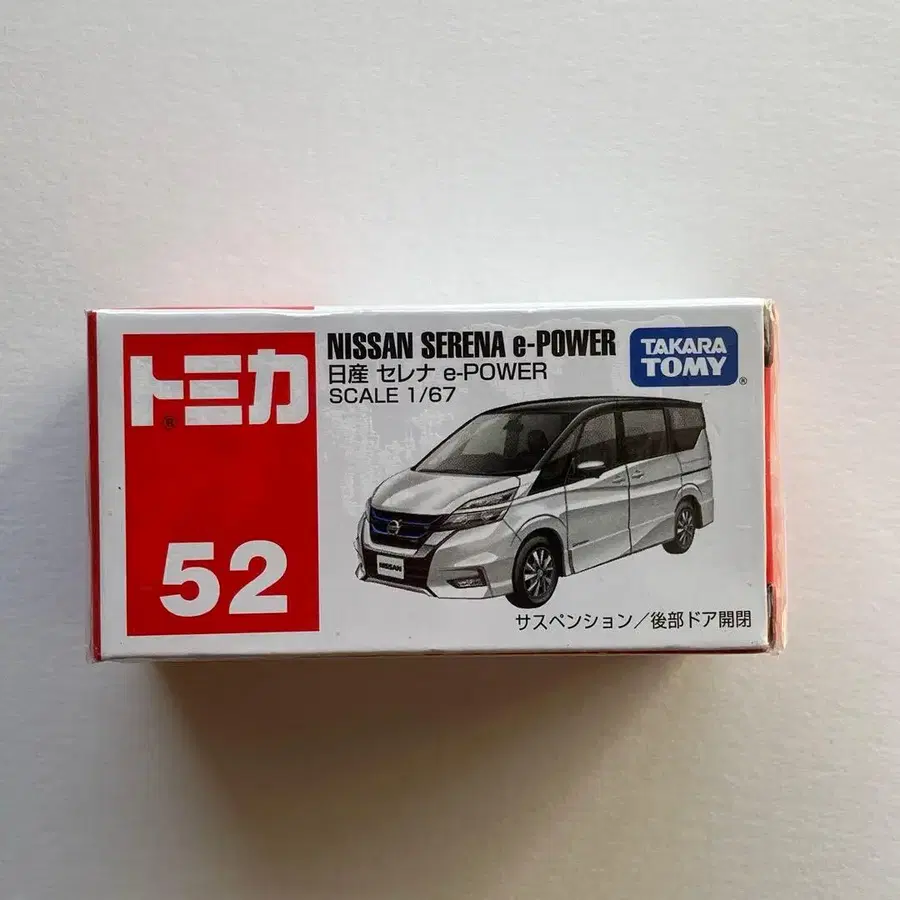 トミカ
®
52
NISSAN SERENA e-POWER
日産 セレナ e-POWER
SCALE 1/67
TAKARA
TOMY
®
NISSAN
サスペンション/後部ドア開閉